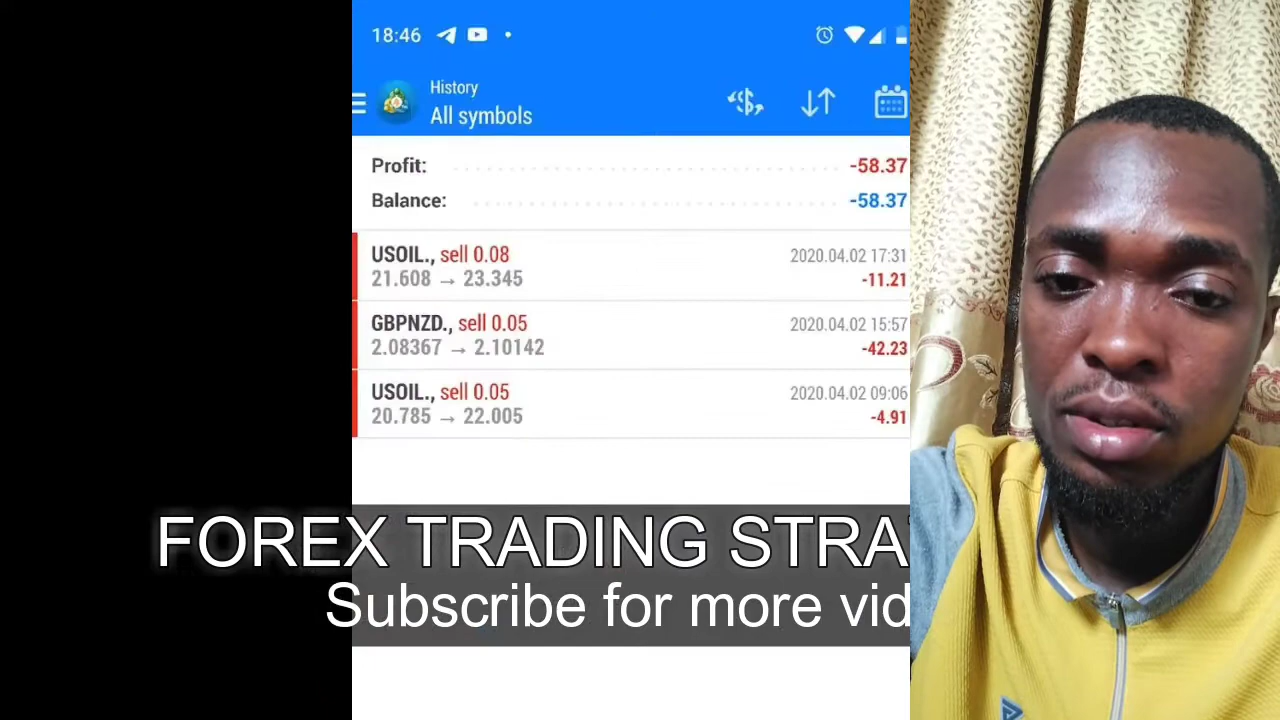 18:46
History
All symbols
Profit: -58.37
Balance: -58.37
USOIL., sell 0.08 2020.04.02 17:31
21.608 → 23.345 -11.21
GBPNZD., sell 0.05 2020.04.02 15:57
2.08367 → 2.10142 -42.23
USOIL., sell 0.05 2020.04.02 09:06
20.785 → 22.005 -4.91
FOREX TRADING STRA
Subscribe for more vid